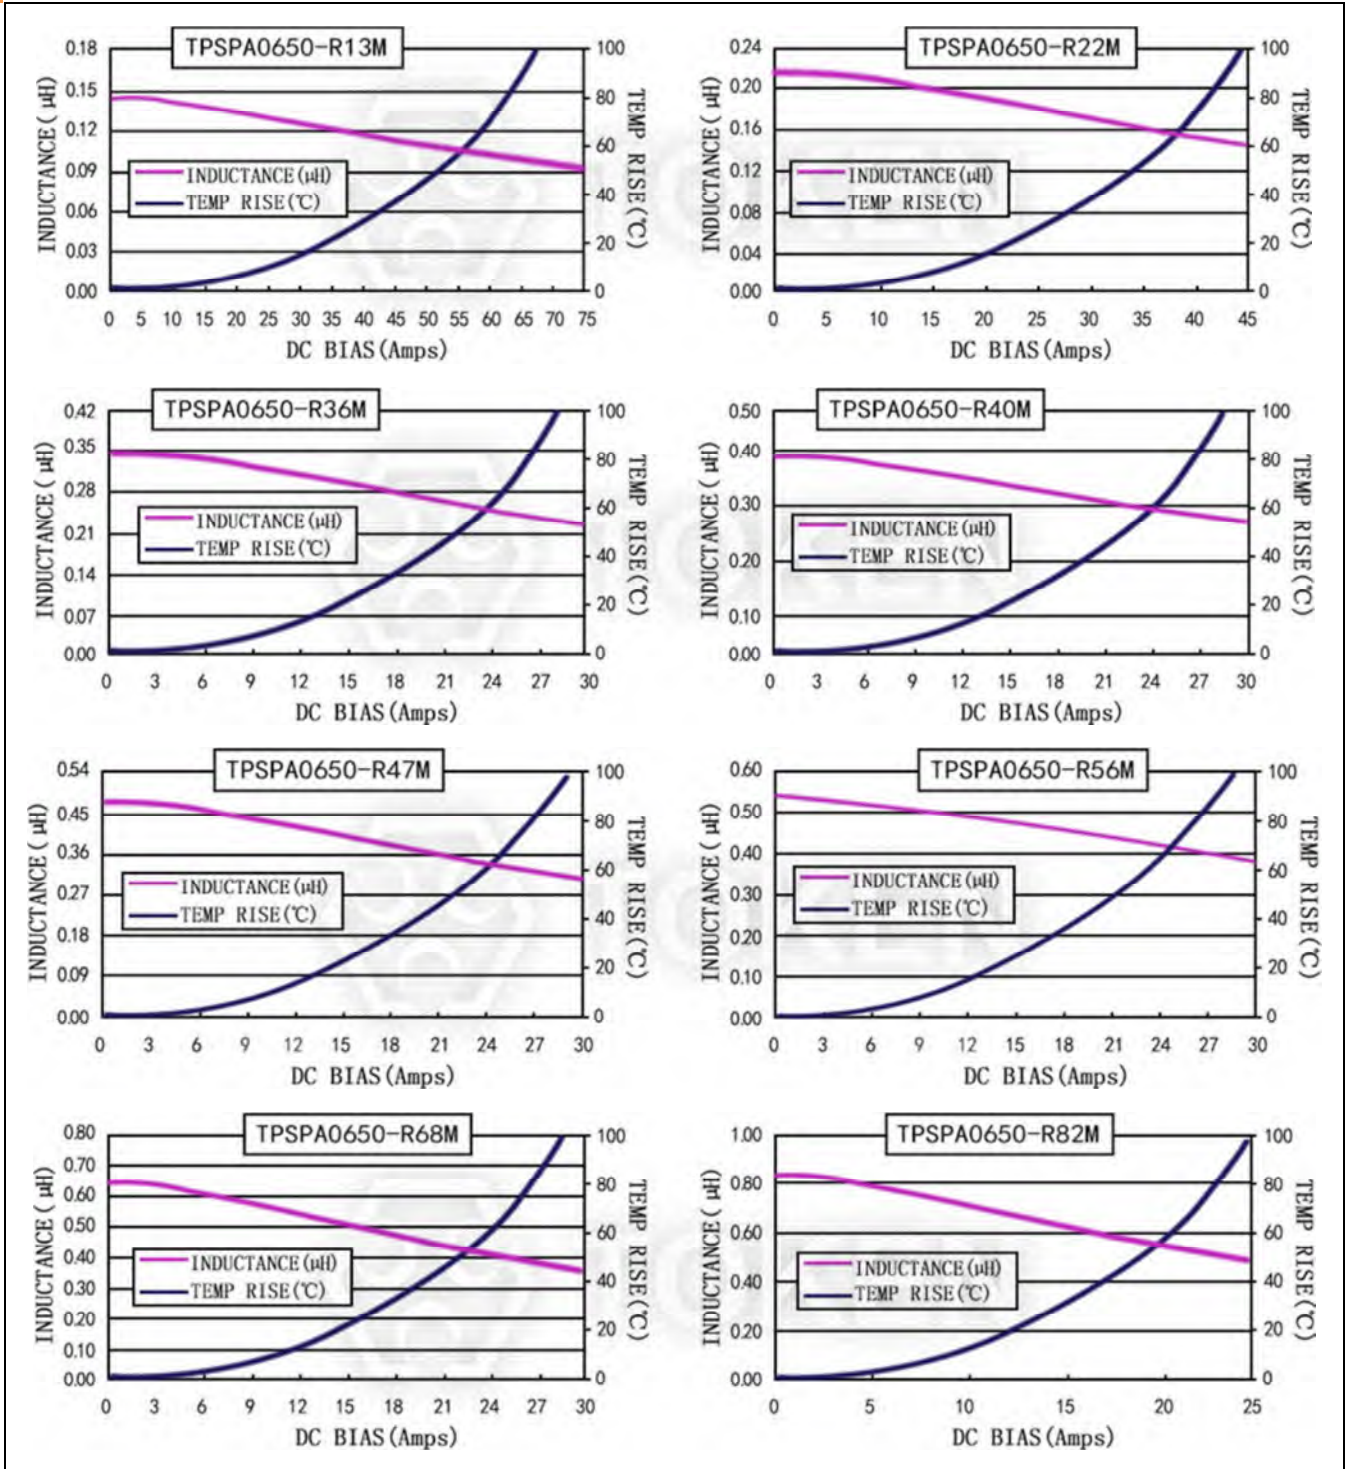 TPSPA0650-R13M
INDUCTANCE( μH)
0.18
0.15
0.12
0.09
0.06
0.03
0.00
INDUCTANCE(μH)
TEMP RISE(℃)
100
80
60
40
20
0
TEMP RISE(℃)
0 5 10 15 20 25 30 35 40 45 50 55 60 65 70 75
DC BIAS(Amps)
TPSPA0650-R22M
INDUCTANCE( μH)
0.24
0.20
0.16
0.12
0.08
0.04
0.00
INDUCTANCE(μH)
TEMP RISE(℃)
100
80
60
40
20
0
TEMP RISE(℃)
0 5 10 15 20 25 30 35 40 45
DC BIAS(Amps)
TPSPA0650-R36M
INDUCTANCE( μH)
0.42
0.35
0.28
0.21
0.14
0.07
0.00
INDUCTANCE(μH)
TEMP RISE(℃)
100
80
60
40
20
0
TEMP RISE(℃)
0 3 6 9 12 15 18 21 24 27 30
DC BIAS(Amps)
TPSPA0650-R40M
INDUCTANCE( μH)
0.50
0.40
0.30
0.20
0.10
0.00
INDUCTANCE(μH)
TEMP RISE(℃)
100
80
60
40
20
0
TEMP RISE(℃)
0 3 6 9 12 15 18 21 24 27 30
DC BIAS(Amps)
TPSPA0650-R47M
INDUCTANCE( μH)
0.54
0.45
0.36
0.27
0.18
0.09
0.00
INDUCTANCE(μH)
TEMP RISE(℃)
100
80
60
40
20
0
TEMP RISE(℃)
0 3 6 9 12 15 18 21 24 27 30
DC BIAS(Amps)
TPSPA0650-R56M
INDUCTANCE( μH)
0.60
0.50
0.40
0.30
0.20
0.10
0.00
INDUCTANCE(μH)
TEMP RISE(℃)
100
80
60
40
20
0
TEMP RISE(℃)
0 3 6 9 12 15 18 21 24 27 30
DC BIAS(Amps)
TPSPA0650-R68M
INDUCTANCE( μH)
0.80
0.70
0.60
0.50
0.40
0.30
0.20
0.10
0.00
INDUCTANCE(μH)
TEMP RISE(℃)
100
80
60
40
20
0
TEMP RISE(℃)
0 3 6 9 12 15 18 21 24 27 30
DC BIAS(Amps)
TPSPA0650-R82M
INDUCTANCE( μH)
1.00
0.80
0.60
0.40
0.20
0.00
INDUCTANCE(μH)
TEMP RISE(℃)
100
80
60
40
20
0
TEMP RISE(℃)
0 5 10 15 20 25
DC BIAS(Amps)
TOKEN